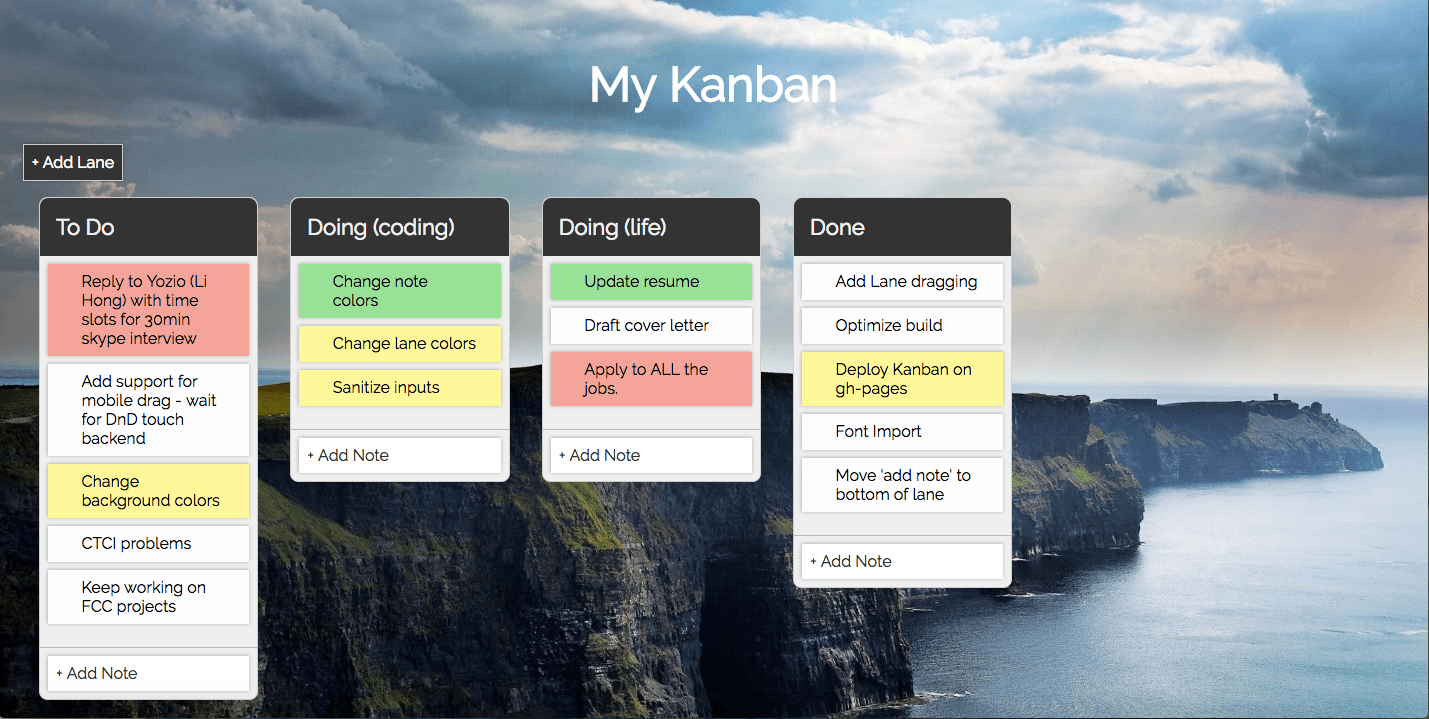 My Kanban
+ Add Lane
To Do
Reply to Yozio (Li
Hong) with time
slots for 30min
skype interview
Add support for
mobile drag - wait
for DnD touch
backend
Change
background colors
CTCI problems
Keep working on
FCC projects
+ Add Note
Doing (coding)
Change note
colors
Change lane colors
Sanitize inputs
+ Add Note
Doing (life)
Update resume
Draft cover letter
Apply to ALL the
jobs.
+ Add Note
Done
Add Lane dragging
Optimize build
Deploy Kanban on
gh-pages
Font Import
Move 'add note' to
bottom of lane
+ Add Note